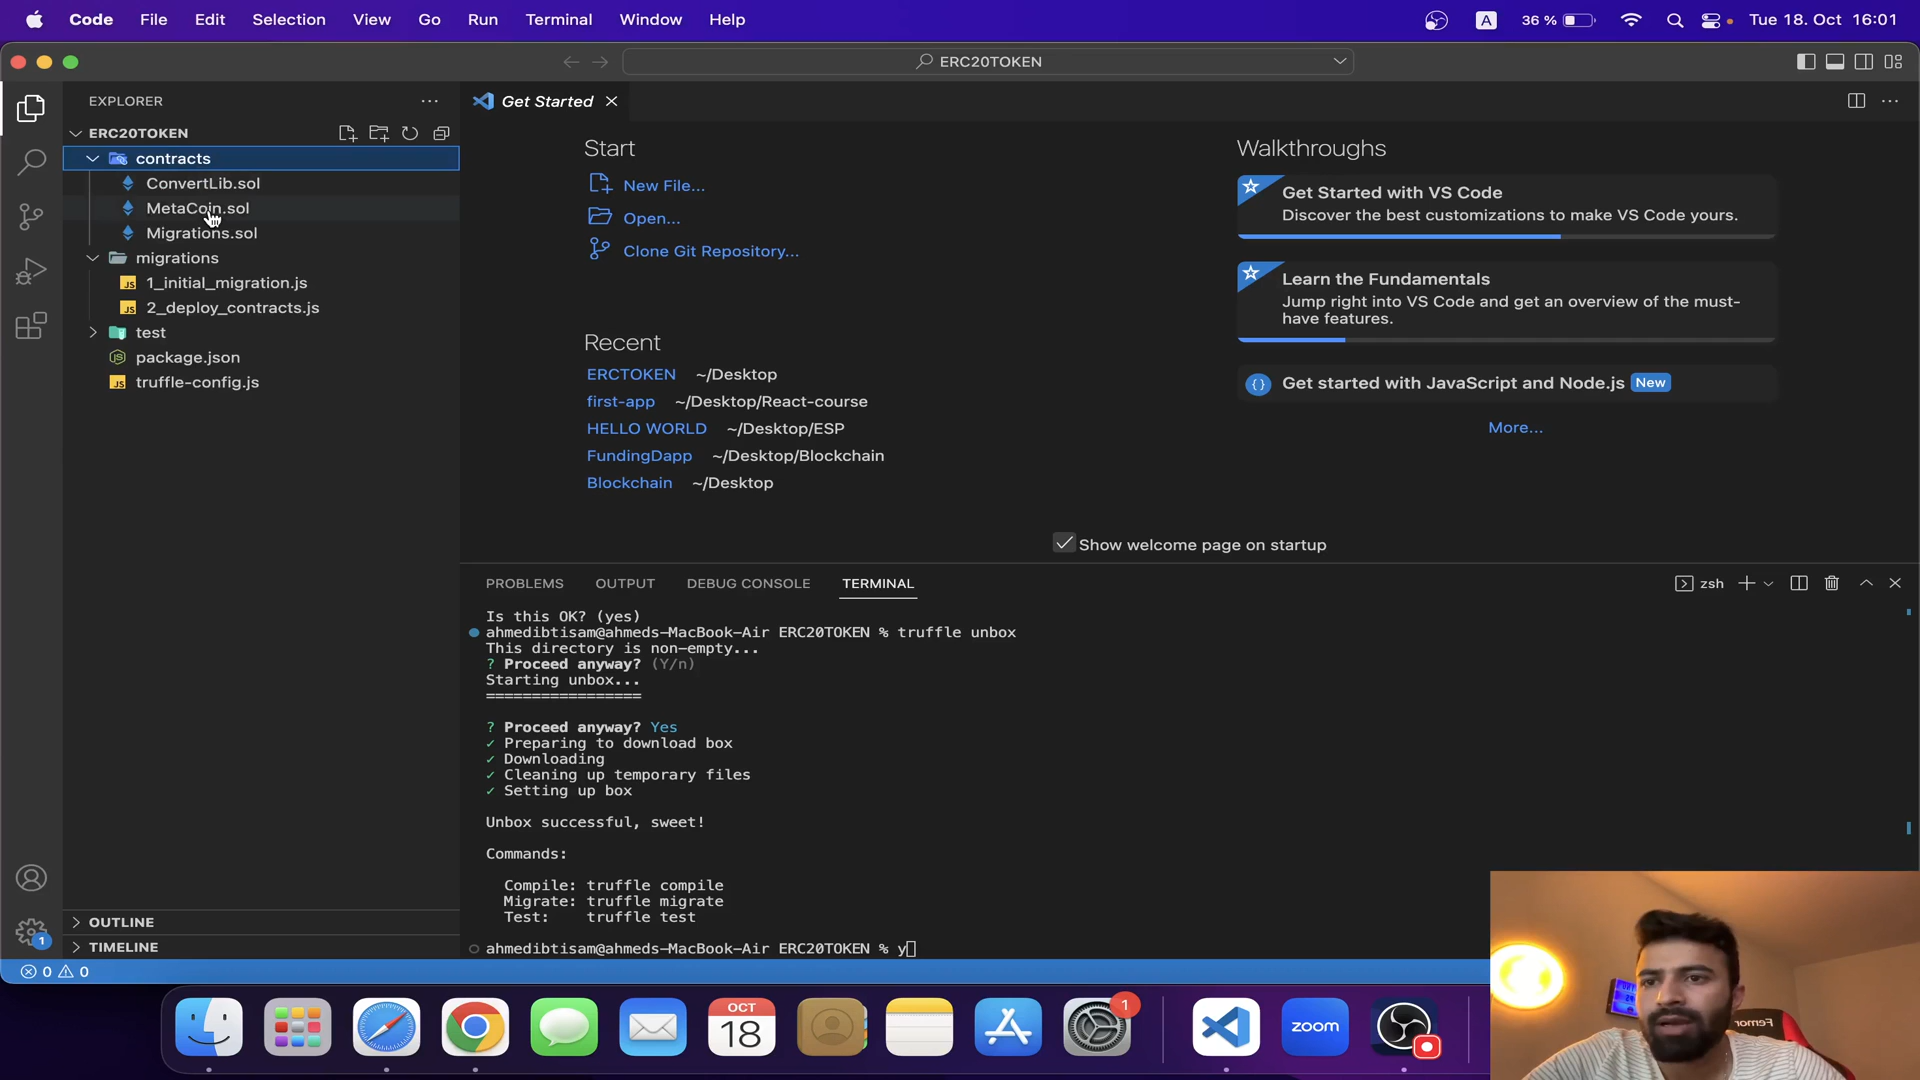 Code File Edit Selection View Go Run Terminal Window Help
A 36 % Tue 18. Oct 16:01
ERC20TOKEN
EXPLORER
Get Started
ERC20TOKEN
contracts
ConvertLib.sol
MetaCoin.sol
Migrations.sol
migrations
JS 1_initial_migration.js
JS 2_deploy_contracts.js
test
package.json
JS truffle-config.js
OUTLINE
TIMELINE
Start
New File...
Open...
Clone Git Repository...
Recent
ERCTOKEN ~/Desktop
first-app ~/Desktop/React-course
HELLO WORLD ~/Desktop/ESP
FundingDapp ~/Desktop/Blockchain
Blockchain ~/Desktop
Walkthroughs
Get Started with VS Code
Discover the best customizations to make VS Code yours.
Learn the Fundamentals
Jump right into VS Code and get an overview of the must-
have features.
Get started with JavaScript and Node.js New
More...
Show welcome page on startup
PROBLEMS OUTPUT DEBUG CONSOLE TERMINAL
zsh
Is this OK? (yes)
ahmedibtisam@ahmeds-MacBook-Air ERC20TOKEN % truffle unbox
This directory is non-empty...
? Proceed anyway? (Y/n)
Starting unbox...
=================
? Proceed anyway? Yes
✓ Preparing to download box
✓ Downloading
✓ Cleaning up temporary files
✓ Setting up box
Unbox successful, sweet!
Commands:
Compile: truffle compile
Migrate: truffle migrate
Test: truffle test
ahmedibtisam@ahmeds-MacBook-Air ERC20TOKEN % y
1
0 0
OCT
18
1
zoom